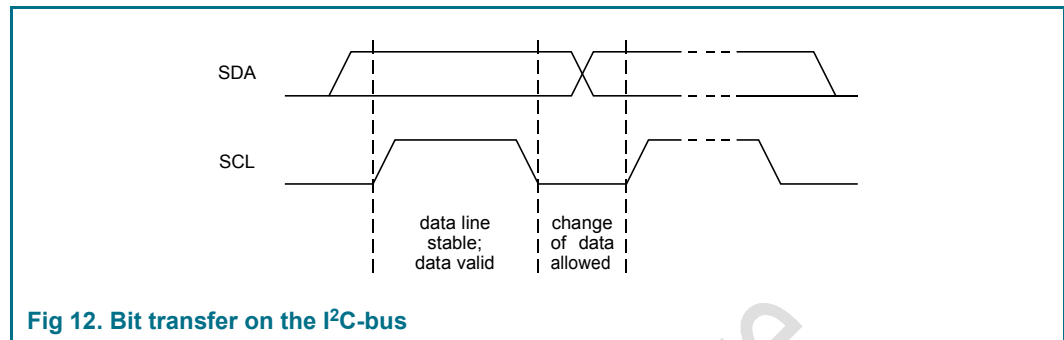 SDA
SCL
data line
stable;
data valid
change
of data
allowed
Fig 12. Bit transfer on the I²C-bus